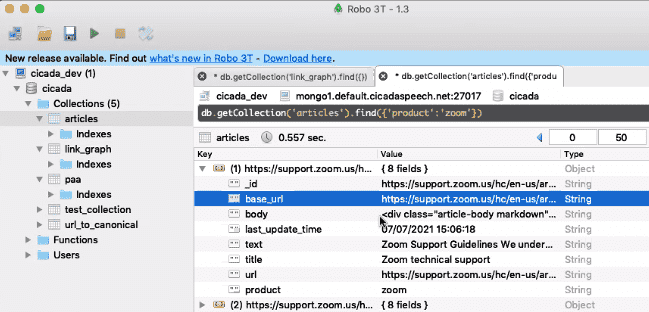 Robo 3T - 1.3
New release available. Find out what's new in Robo 3T - Download here.
cicada_dev (1)
cicada
Collections (5)
articles
Indexes
link_graph
Indexes
paa
Indexes
test_collection
url_to_canonical
Functions
Users
* db.getCollection('link_graph').find({})
* db.getCollection('articles').find({'produ
cicada_dev mongo1.default.cicadaspeech.net:27017 cicada
db.getCollection('articles').find({'product':'zoom'})
articles 0.557 sec. 0 50
Key Value Type
(1) https://support.zoom.us/h... { 8 fields } Object
_id https://support.zoom.us/hc/en-us/ar... String
base_url https://support.zoom.us/hc/en-us/ar... String
body <div class="article-body markdown"... String
last_update_time 07/07/2021 15:06:18 String
text Zoom Support Guidelines We under... String
title Zoom technical support String
url https://support.zoom.us/hc/en-us/ar... String
product zoom String
(2) https://support.zoom.us/h... { 8 fields } Object